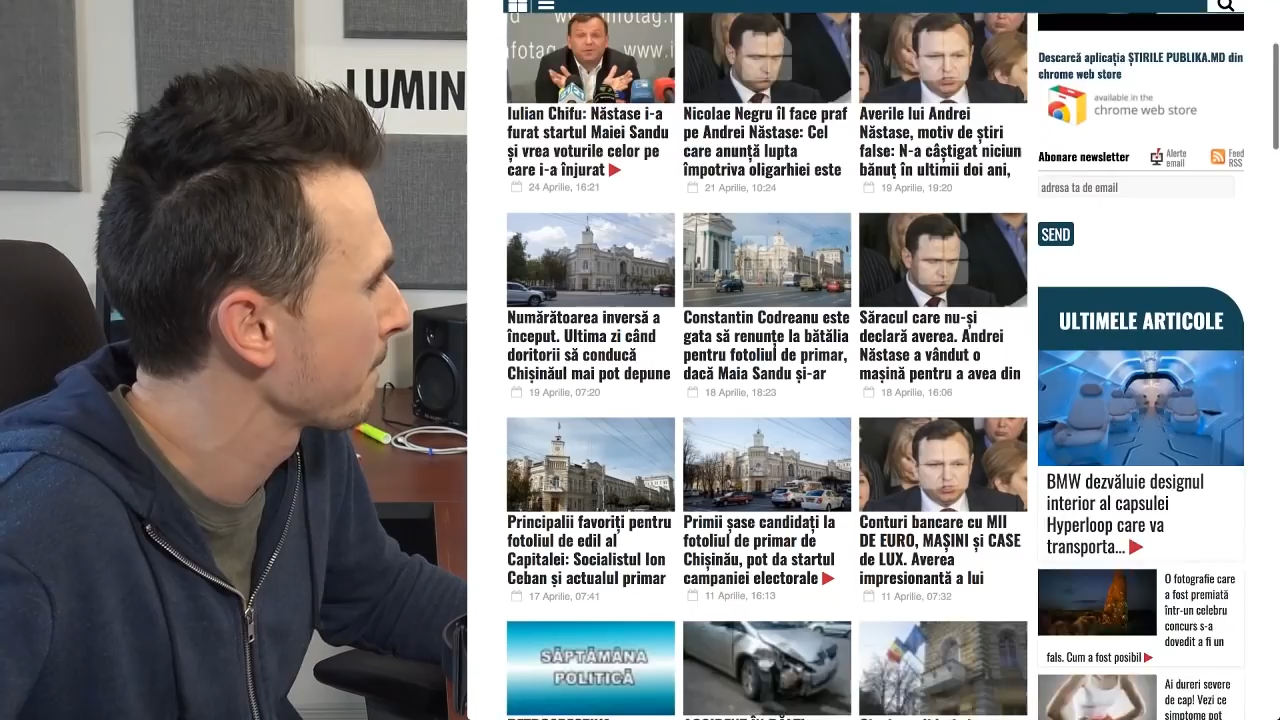 LUMIN
www.infotag.
infotag. www.i
Iulian Chifu: Năstase i-a
furat startul Maiei Sandu
și vrea voturile celor pe
care i-a înjurat
24 Aprilie, 16:21
Nicolae Negru îl face praf
pe Andrei Năstase: Cel
care anunță lupta
împotriva oligarhiei este
21 Aprilie, 10:24
Averile lui Andrei
Năstase, motiv de știri
false: N-a câștigat niciun
bănuț în ultimii doi ani,
19 Aprilie, 19:20
Numărătoarea inversă a
început. Ultima zi când
doritorii să conducă
Chișinăul mai pot depune
19 Aprilie, 07:20
Constantin Codreanu este
gata să renunțe la bătălia
pentru fotoliul de primar,
dacă Maia Sandu și-ar
18 Aprilie, 18:23
Săracul care nu-și
declară averea. Andrei
Năstase a vândut o
mașină pentru a avea din
18 Aprilie, 16:06
Principalii favoriți pentru
fotoliul de edil al
Capitalei: Socialistul Ion
Ceban și actualul primar
17 Aprilie, 07:41
Primii șase candidați la
fotoliul de primar de
Chișinău, pot da startul
campaniei electorale
11 Aprilie, 16:13
Conturi bancare cu MII
DE EURO, MAȘINI și CASE
de LUX. Averea
impresionantă a lui
11 Aprilie, 07:32
SĂPTĂMÂNA
POLITICĂ
Descarcă aplicația ȘTIRILE PUBLIKA.MD din
chrome web store
available in the
chrome web store
Abonare newsletter
Alerte
email
Feed
RSS
adresa ta de email
SEND
ULTIMELE ARTICOLE
BMW dezvăluie designul
interior al capsulei
Hyperloop care va
transporta...
O fotografie care
a fost premiată
într-un celebru
concurs s-a
dovedit a fi un
fals. Cum a fost posibil
Ai dureri severe
de cap! Vezi ce
simptome pot